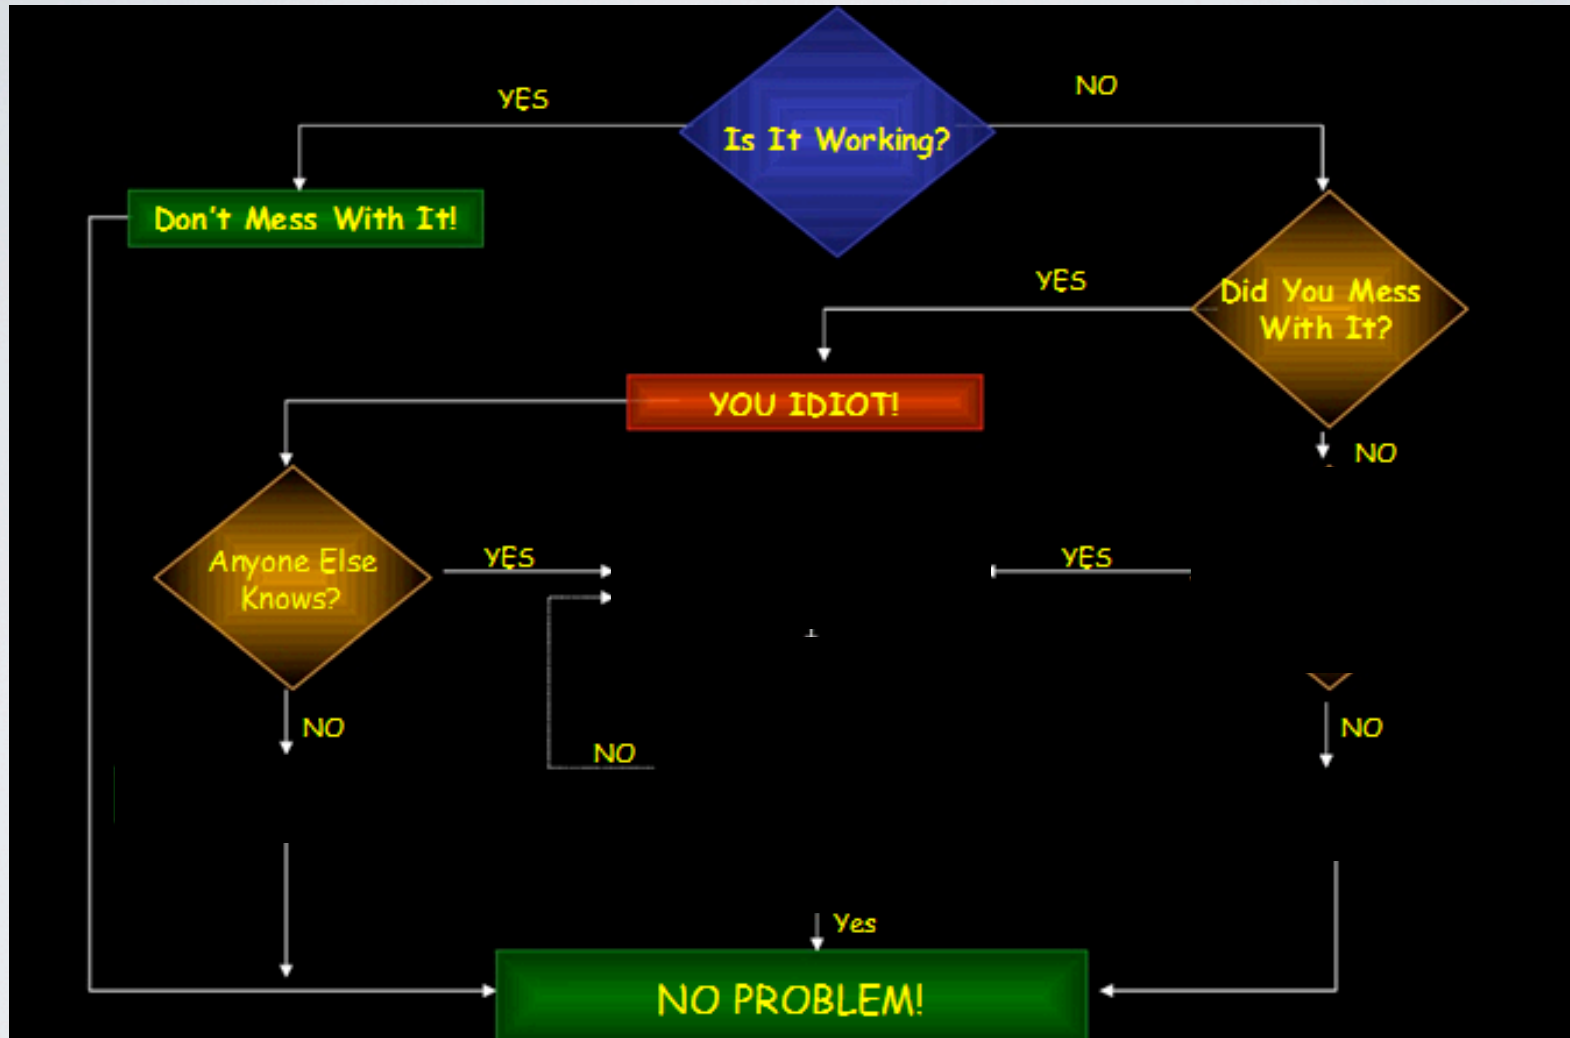 NO
YES
Is It Working?
Don't Mess With It!
YES
Did You Mess
With It?
YOU IDIOT!
NO
YES
YES
Anyone Else
Knows?
NO
NO
NO
Yes
NO PROBLEM!